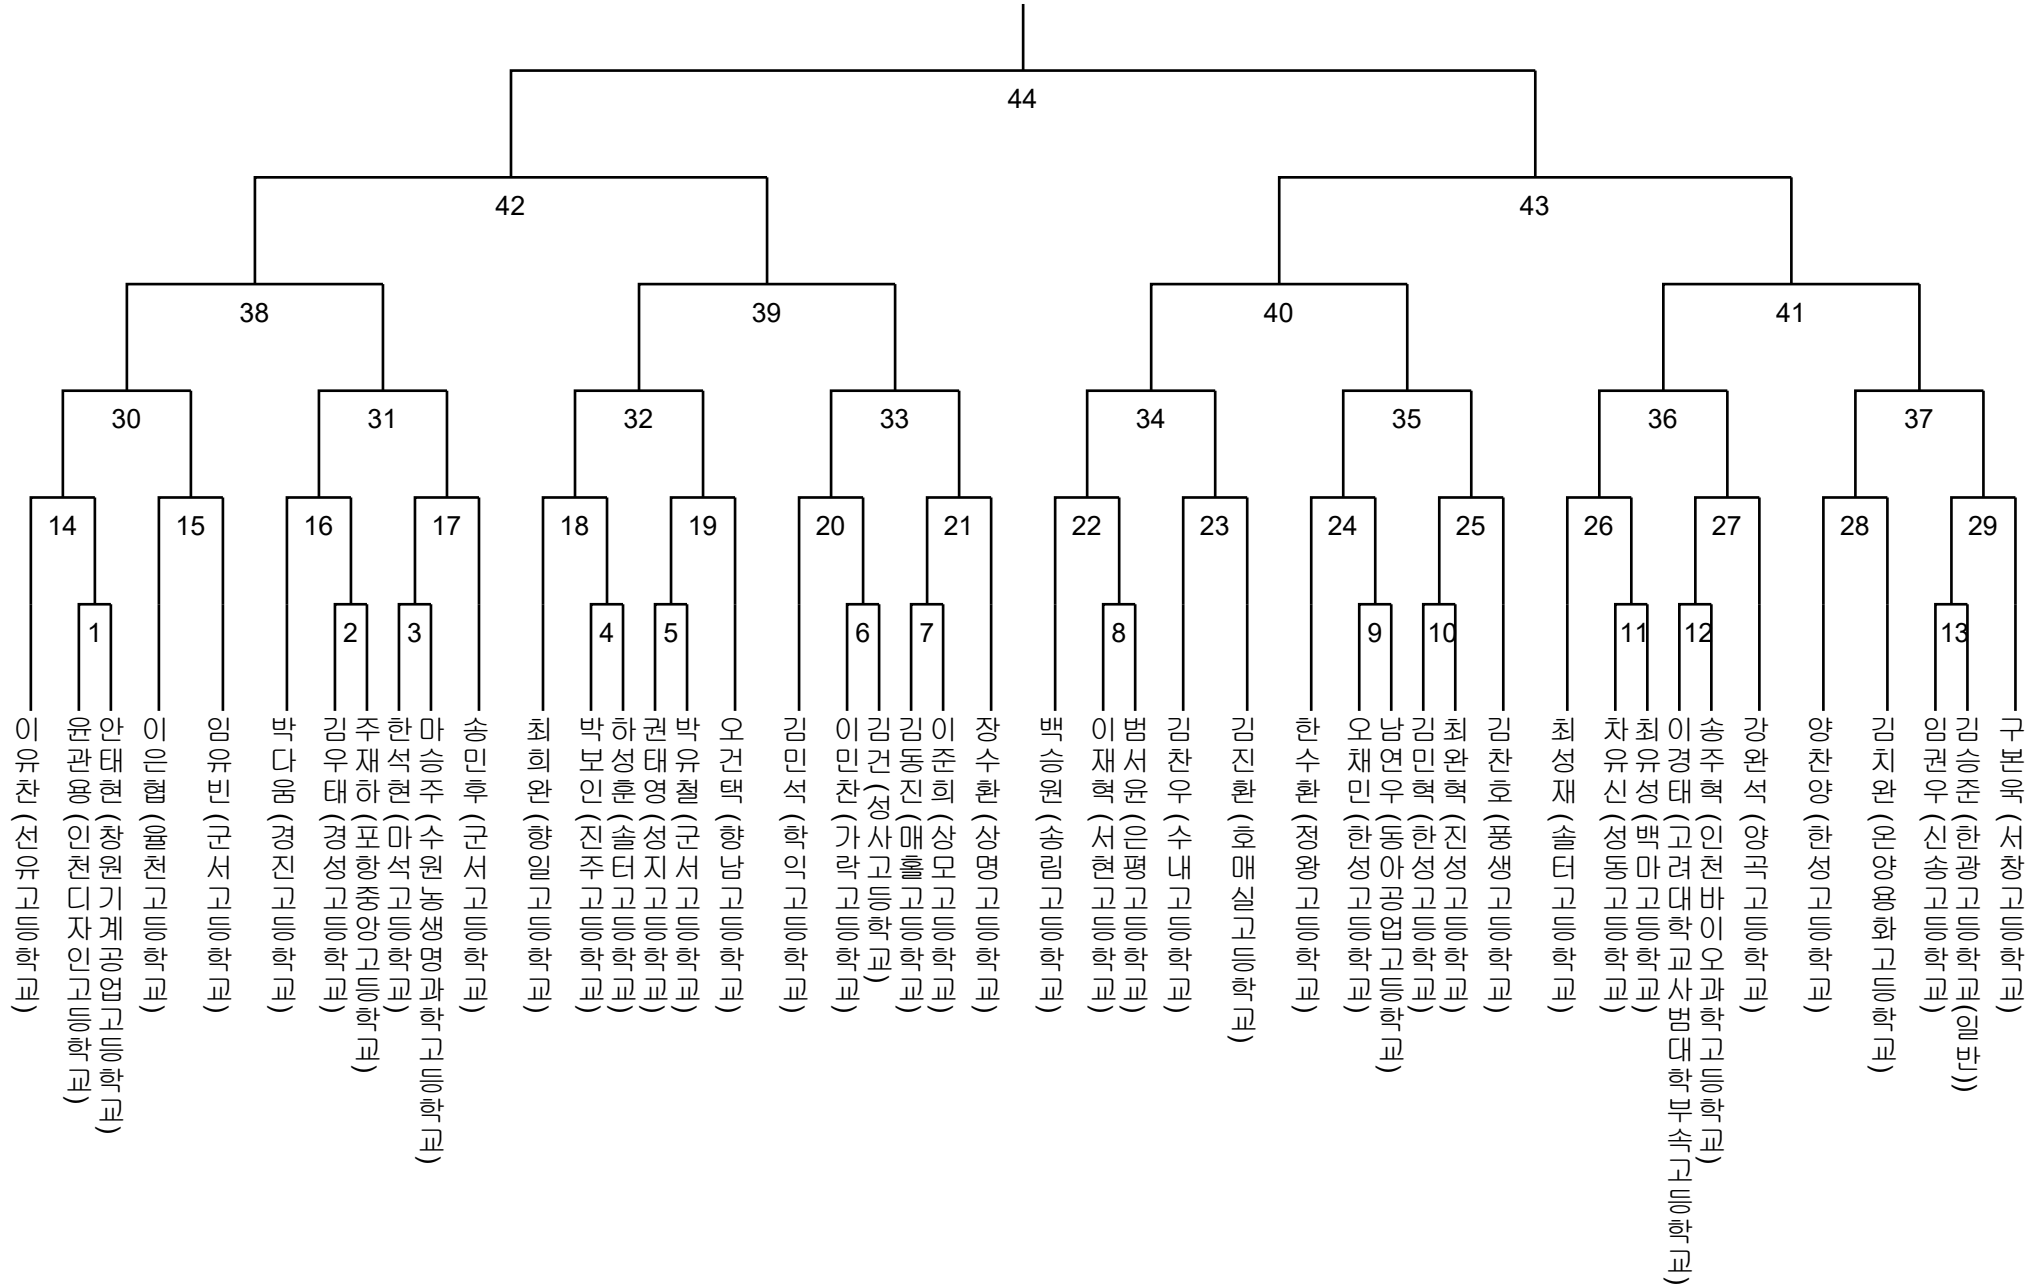 44
42
43
38
39
40
41
30
31
32
33
34
35
36
37
14
15
16
17
18
19
20
21
22
23
24
25
26
27
28
29
1
2
3
4
5
6
7
8
9
10
11
12
13
이유찬 (선유고등학교)
윤관용 (인천디자인고등학교)
안태현 (창원기계공업고등학교)
이은협 (율천고등학교)
임유빈 (군서고등학교)
박다움 (경진고등학교)
김우태 (경성고등학교)
주재하 (포항중앙고등학교)
한석현 (마석고등학교)
마승주 (수원농생명과학고등학교)
송민후 (군서고등학교)
최희완 (향일고등학교)
박보인 (진주고등학교)
하성훈 (솔터고등학교)
권태영 (성지고등학교)
박유철 (군서고등학교)
오건택 (향남고등학교)
김민석 (학익고등학교)
이민찬 (가락고등학교)
김건 (성사고등학교)
김동진 (매홀고등학교)
이준희 (상모고등학교)
장수환 (상명고등학교)
백승원 (송림고등학교)
이재혁 (서현고등학교)
범서윤 (은평고등학교)
김찬우 (수내고등학교)
김진환 (호매실고등학교)
한수환 (정왕고등학교)
오채민 (한성고등학교)
남연우 (동아공업고등학교)
김민혁 (한성고등학교)
최완혁 (진성고등학교)
김찬호 (풍생고등학교)
최성재 (솔터고등학교)
차유신 (성동고등학교)
최유성 (백마고등학교)
이경태 (고려대학교사범대학부속고등학교)
송주혁 (인천바이오과학고등학교)
강완석 (양곡고등학교)
양찬양 (한성고등학교)
김치완 (온양용화고등학교)
임권우 (신송고등학교)
김승준 (한광고등학교(일반))
구본욱 (서창고등학교)